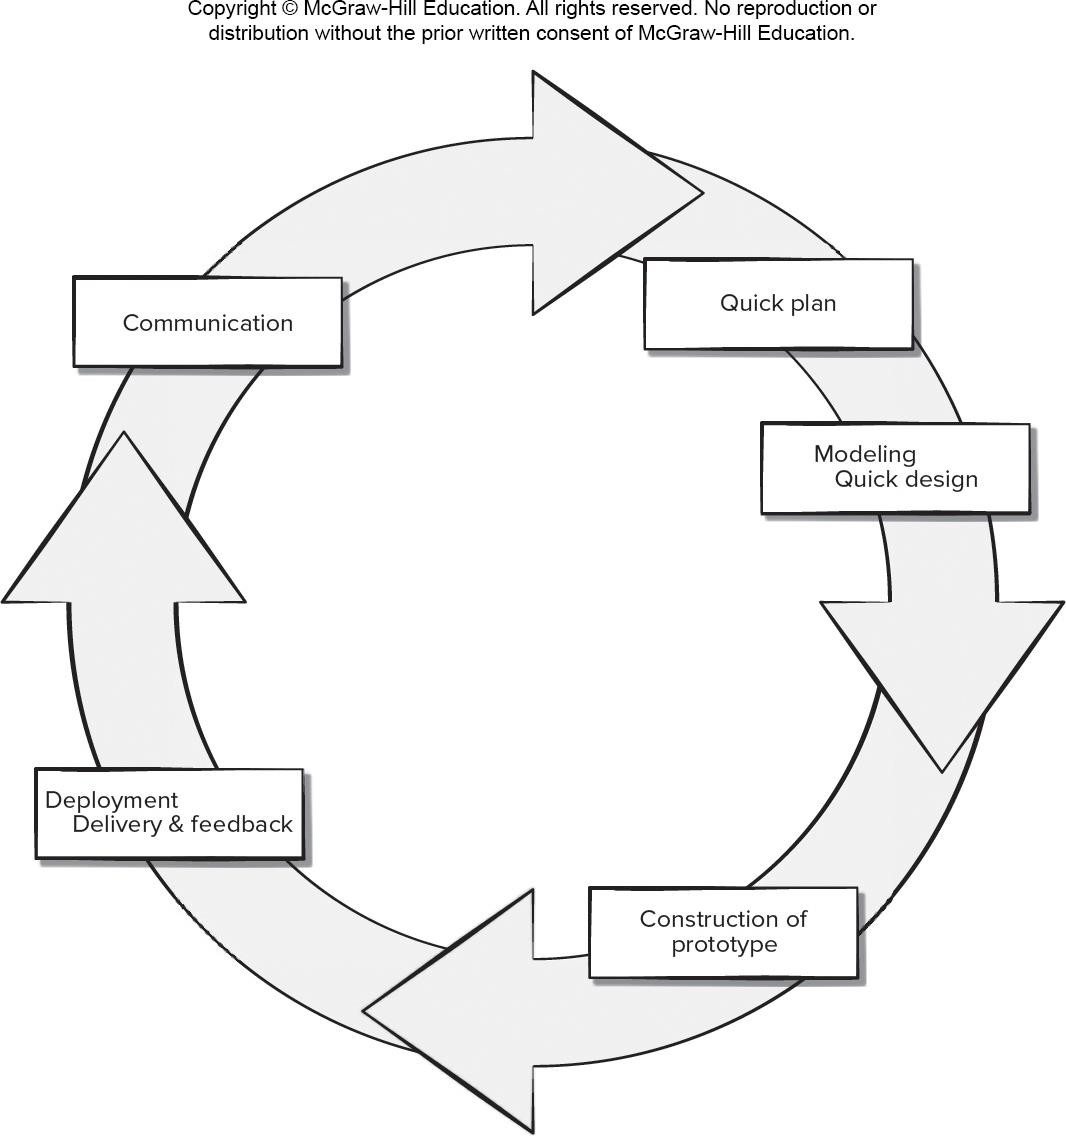 Copyright © McGraw-Hill Education. All rights reserved. No reproduction or
distribution without the prior written consent of McGraw-Hill Education.
Communication
Quick plan
Modeling
Quick design
Construction of
prototype
Deployment
Delivery & feedback